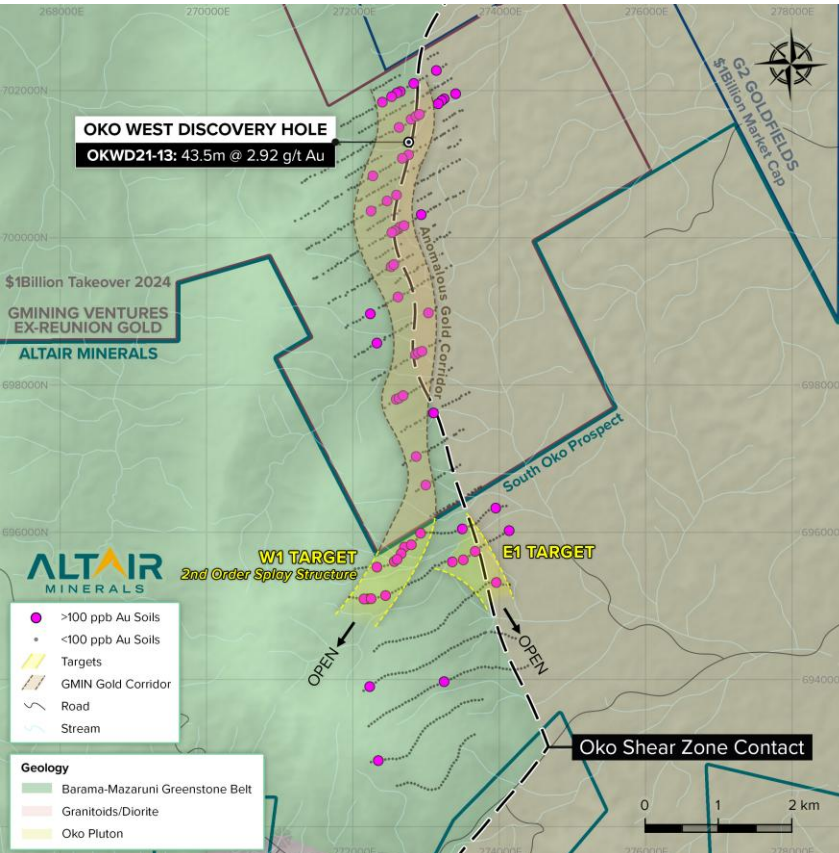 268000E
270000E
272000E
274000E
276000E
278000E
702000N
G2 GOLDFIELDS
$1Billion Market Cap
OKO WEST DISCOVERY HOLE
OKWD21-13: 43.5m @ 2.92 g/t Au
700000N
Anomalous Gold Corridor
$1Billion Takeover 2024
GMINING VENTURES
EX-REUNION GOLD
ALTAIR MINERALS
698000N
South Oko Prospect
696000N
W1 TARGET
2nd Order Splay Structure
E1 TARGET
ALTAIR
MINERALS
>100 ppb Au Soils
<100 ppb Au Soils
Targets
GMIN Gold Corridor
Road
Stream
OPEN
OPEN
694000N
Oko Shear Zone Contact
Geology
Barama-Mazaruni Greenstone Belt
Granitoids/Diorite
Oko Pluton
0 1 2 km
272000E
274000E
276000E
278000E